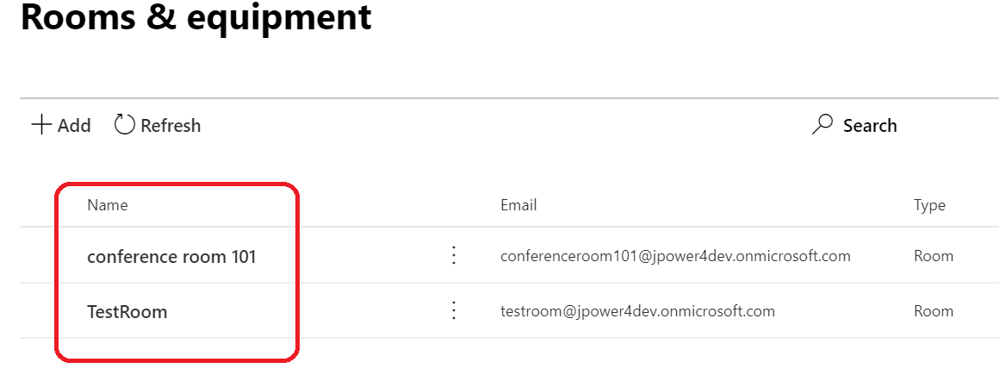 Rooms & equipment
Add Refresh Search
Name Email Type
conference room 101 conferenceroom101@jpower4dev.onmicrosoft.com Room
TestRoom testroom@jpower4dev.onmicrosoft.com Room